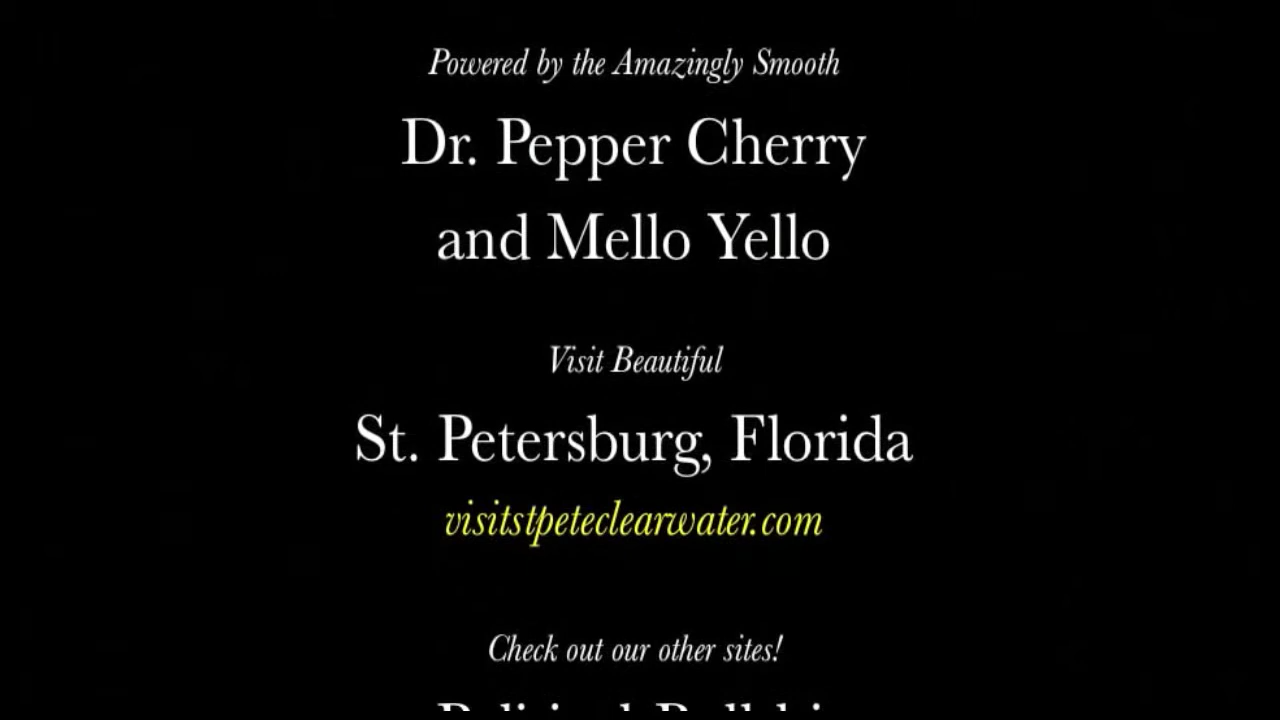 Powered by the Amazingly Smooth
Dr. Pepper Cherry
and Mello Yello
Visit Beautiful
St. Petersburg, Florida
visitstpeteclearwater.com
Check out our other sites!